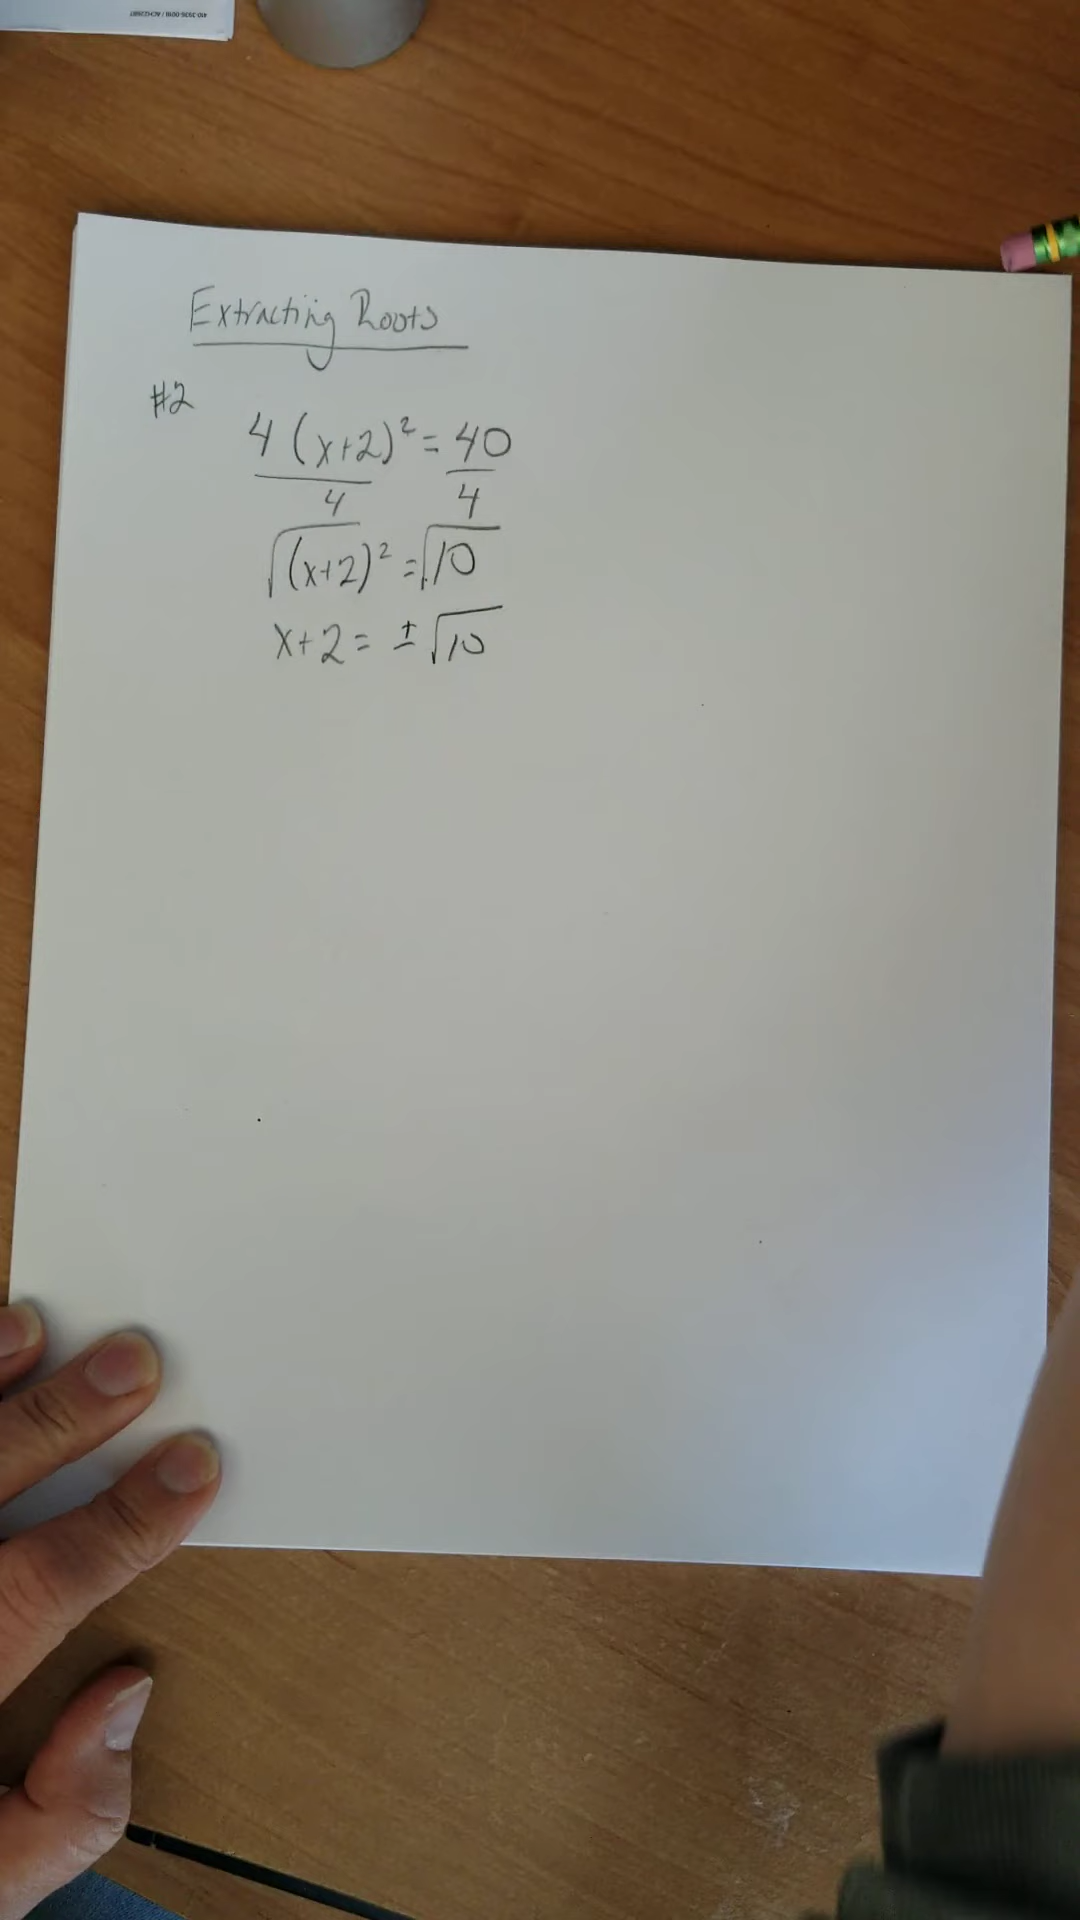 Extracting Roots
#2
4 (x+2)² = 40
4 4
√(x+2)² = √10
x+2 = ± √10